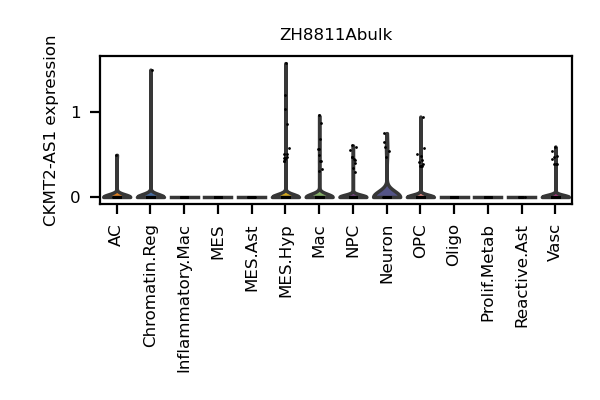 ZH8811Abulk
CKMT2-AS1 expression
1
0
AC
Chromatin.Reg
Inflammatory.Mac
MES
MES.Ast
MES.Hyp
Mac
NPC
Neuron
OPC
Oligo
Prolif.Metab
Reactive.Ast
Vasc